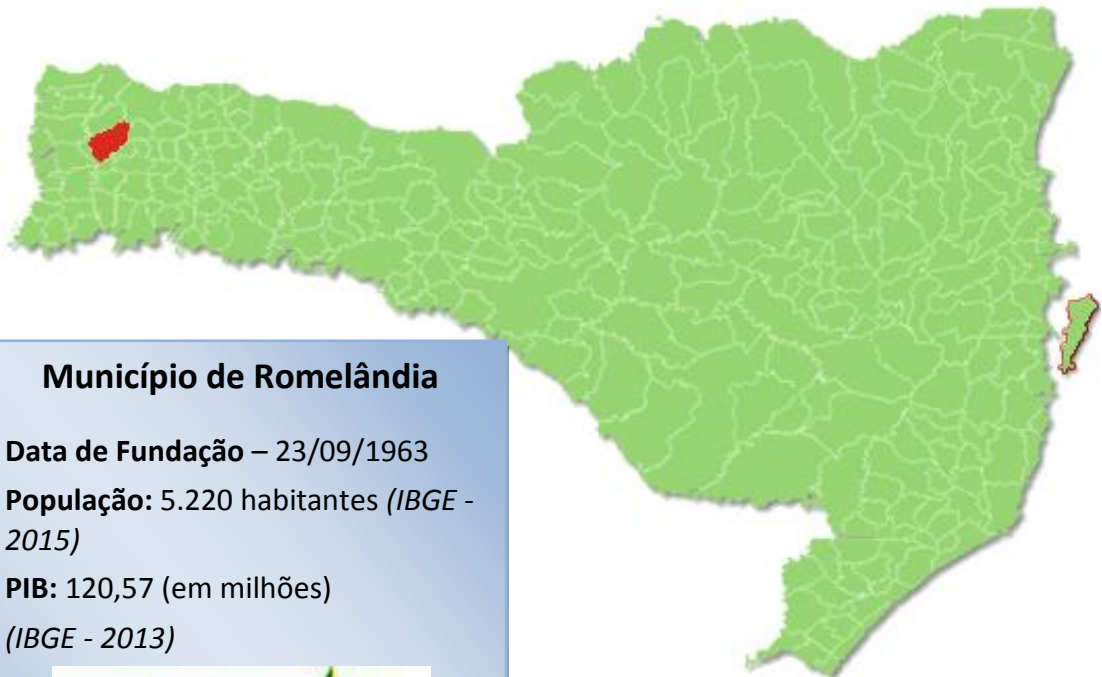 Município de Romelândia
Data de Fundação – 23/09/1963
População: 5.220 habitantes (IBGE -
2015)
PIB: 120,57 (em milhões)
(IBGE - 2013)